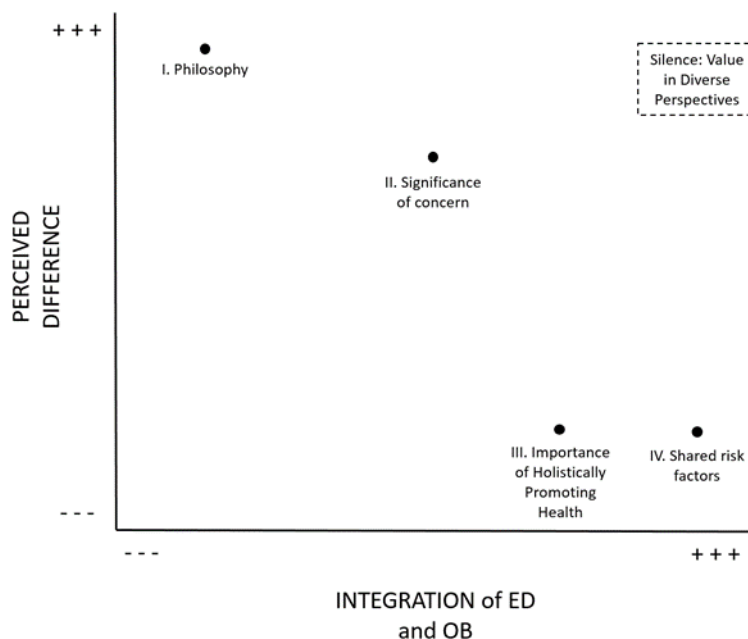 + + +
I. Philosophy
Silence: Value
in Diverse
Perspectives
II. Significance
of concern
PERCEIVED
DIFFERENCE
III. Importance
of Holistically
Promoting
Health
IV. Shared risk
factors
- - -
- - -
+ + +
INTEGRATION of ED
and OB